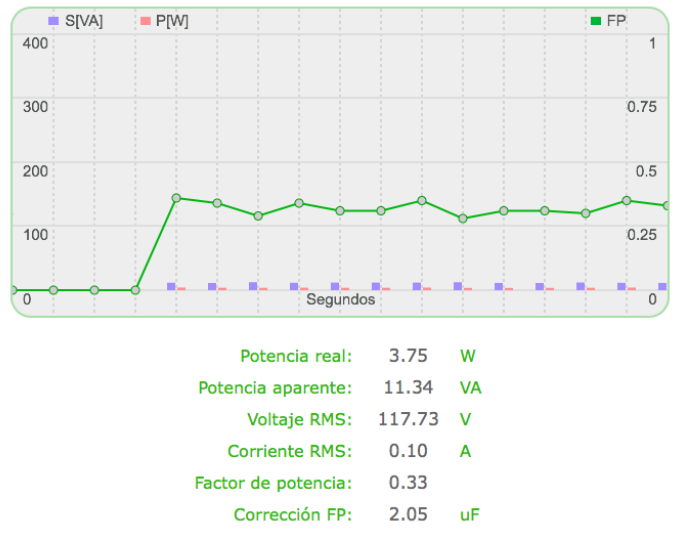 S[VA] P[W] FP
400 1
300 0.75
200 0.5
100 0.25
0 Segundos 0
Potencia real: 3.75 W
Potencia aparente: 11.34 VA
Voltaje RMS: 117.73 V
Corriente RMS: 0.10 A
Factor de potencia: 0.33
Corrección FP: 2.05 uF